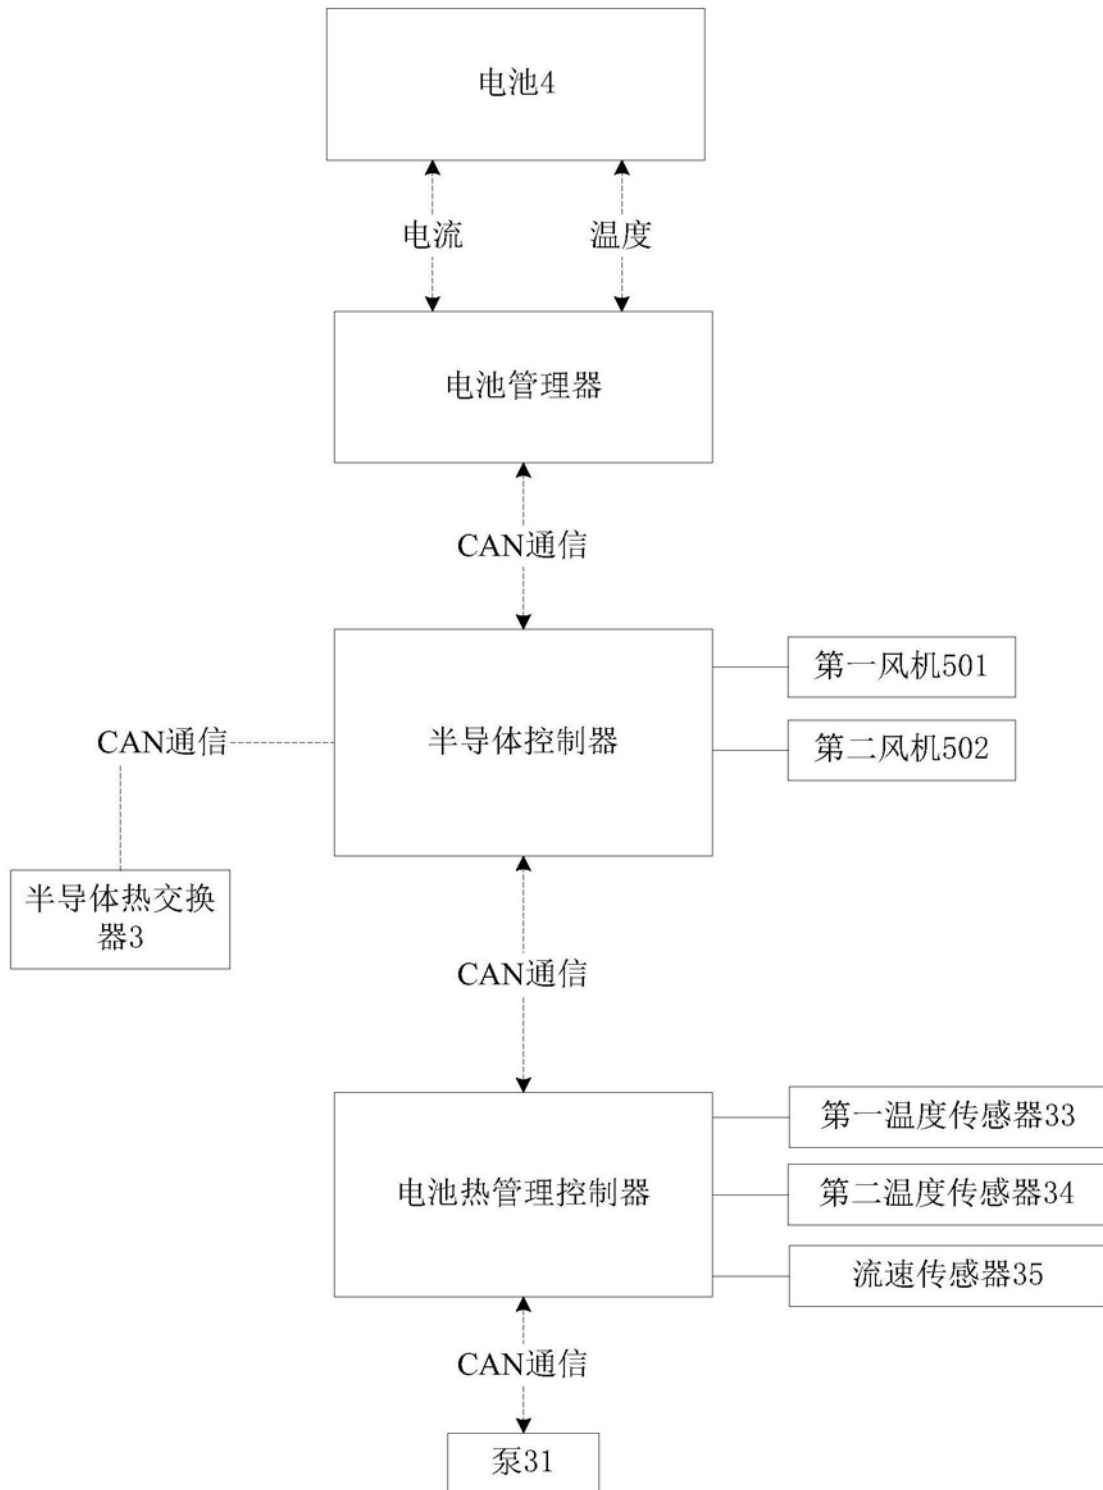 电池4
电流
温度
电池管理器
CAN通信
第一风机501
CAN通信
半导体控制器
第二风机502
半导体热交换
器3
CAN通信
第一温度传感器33
电池热管理控制器
第二温度传感器34
流速传感器35
CAN通信
泵31